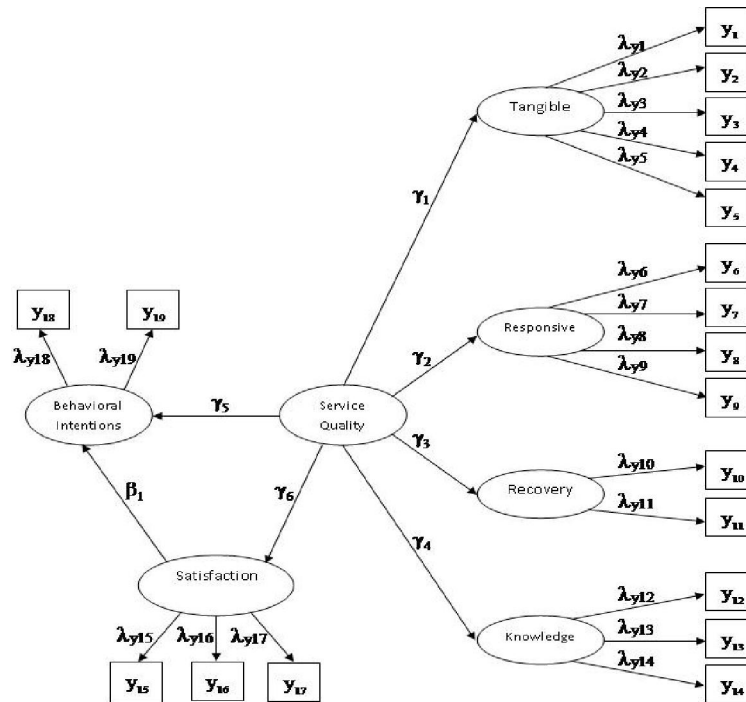 λy1
y1
λy2
y2
Tangible
λy3
y3
λy4
y4
λy5
y5
γ1
λy6
y6
λy7
y7
Responsive
λy8
y8
λy9
y9
γ2
y18
y19
λy18
λy19
Behavioral
Intentions
γ5
Service
Quality
γ3
λy10
y10
Recovery
λy11
y11
β1
γ6
γ4
Satisfaction
λy12
y12
Knowledge
λy13
y13
λy14
y14
λy15
λy16
λy17
y15
y16
y17